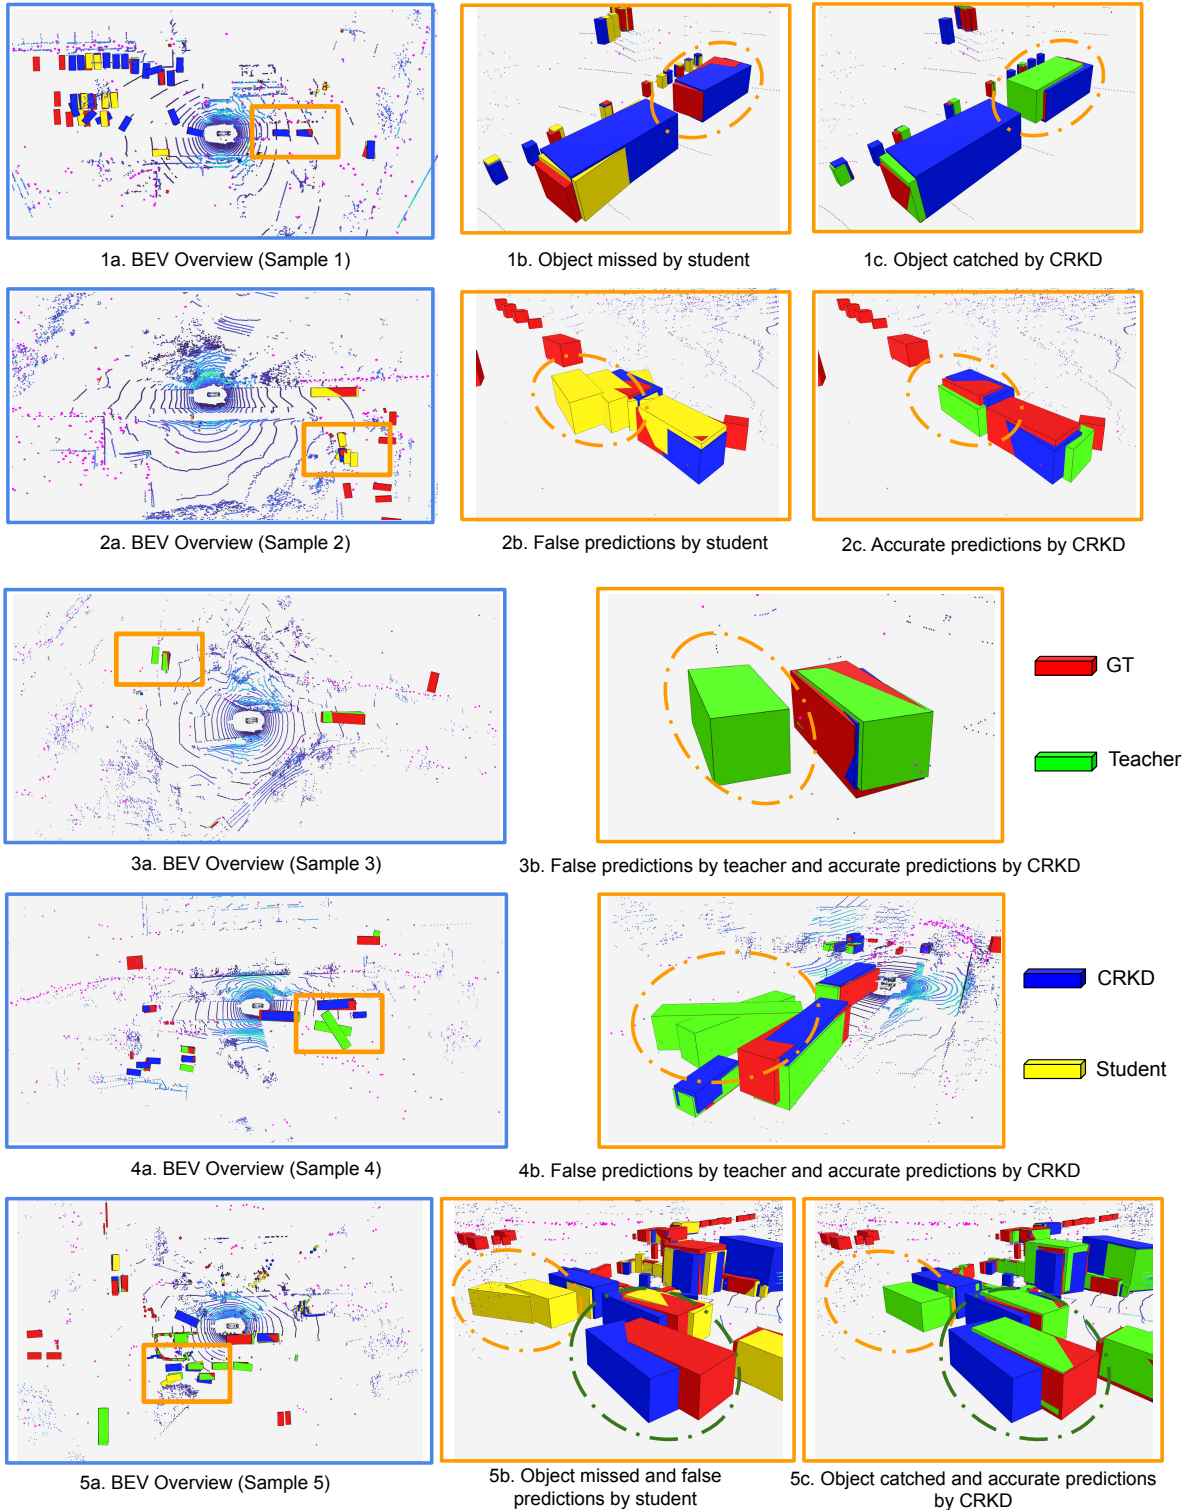 1a. BEV Overview (Sample 1)
1b. Object missed by student
1c. Object catched by CRKD
2a. BEV Overview (Sample 2)
2b. False predictions by student
2c. Accurate predictions by CRKD
GT
Teacher
3a. BEV Overview (Sample 3)
3b. False predictions by teacher and accurate predictions by CRKD
CRKD
Student
4a. BEV Overview (Sample 4)
4b. False predictions by teacher and accurate predictions by CRKD
5a. BEV Overview (Sample 5)
5b. Object missed and false
predictions by student
5c. Object catched and accurate predictions
by CRKD